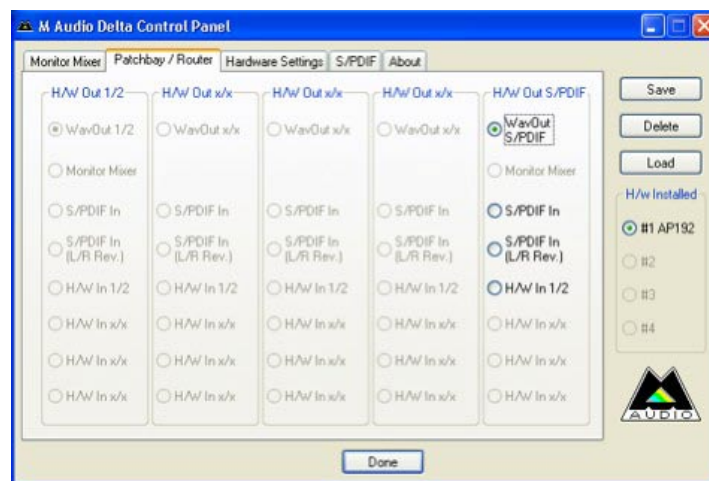 M Audio Delta Control Panel
Monitor Mixer Patchbay / Router Hardware Settings S/PDIF About
H/W Out 1/2 H/W Out x/x H/W Out x/x H/W Out x/x H/W Out S/PDIF
WavOut 1/2 WavOut x/x WavOut x/x WavOut x/x WavOut
S/PDIF
Monitor Mixer Monitor Mixer
S/PDIF In S/PDIF In S/PDIF In S/PDIF In S/PDIF In
S/PDIF In S/PDIF In S/PDIF In S/PDIF In S/PDIF In
(L/R Rev.) (L/R Rev.) (L/R Rev.) (L/R Rev.) (L/R Rev.)
H/W In 1/2 H/W In 1/2 H/W In 1/2 H/W In 1/2 H/W In 1/2
H/W In x/x H/W In x/x H/W In x/x H/W In x/x H/W In x/x
H/W In x/x H/W In x/x H/W In x/x H/W In x/x H/W In x/x
H/W In x/x H/W In x/x H/W In x/x H/W In x/x H/W In x/x
Save
Delete
Load
H/w Installed
#1 AP192
#2
#3
#4
AUDIO
Done